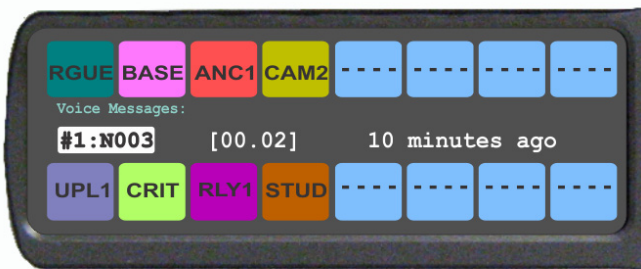 RGUE BASE ANC1 CAM2 ---- ---- ---- ----
Voice Messages:
#1:N003 [00.02] 10 minutes ago
UPL1 CRIT RLY1 STUD ---- ---- ---- ----